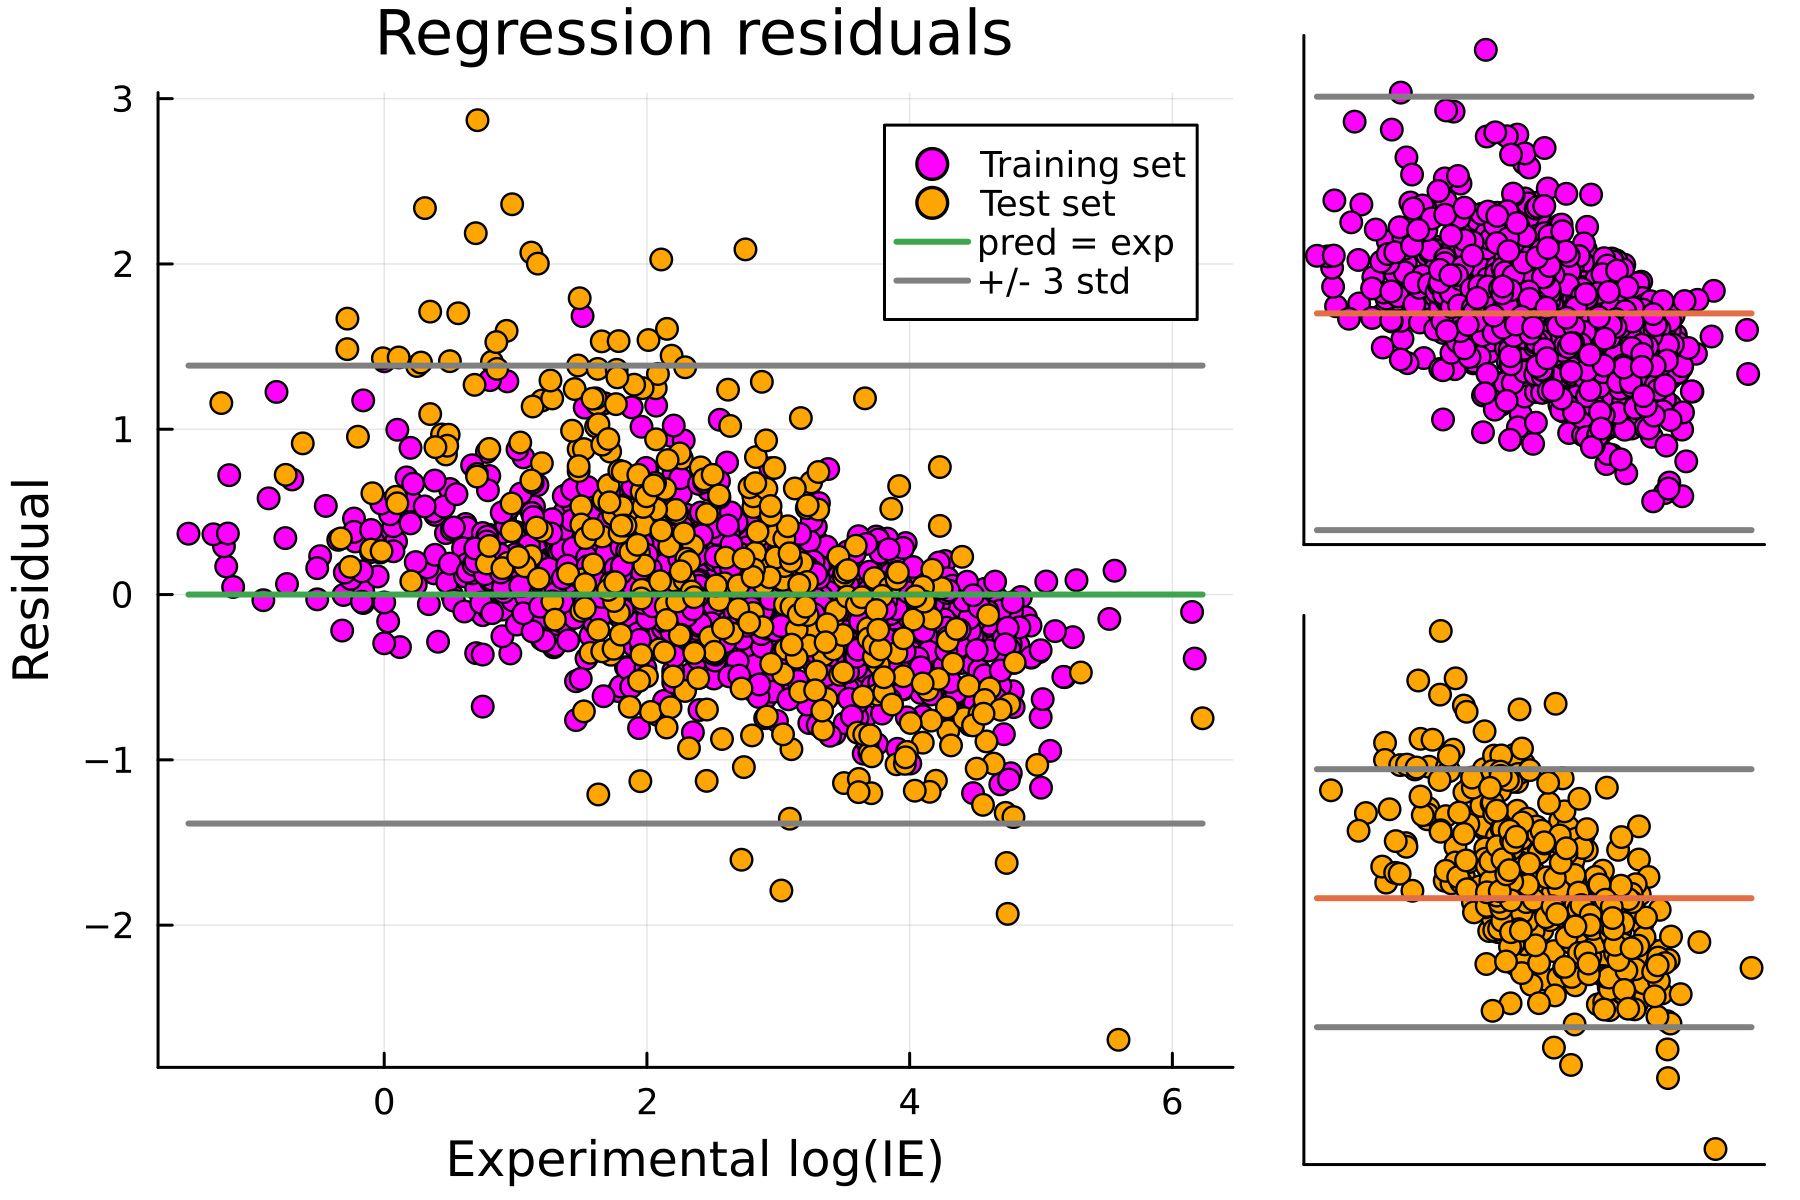 Regression residuals
3
2
1
0
−1
−2
Residual
Training set
Test set
pred = exp
+/- 3 std
0 2 4 6
Experimental log(IE)